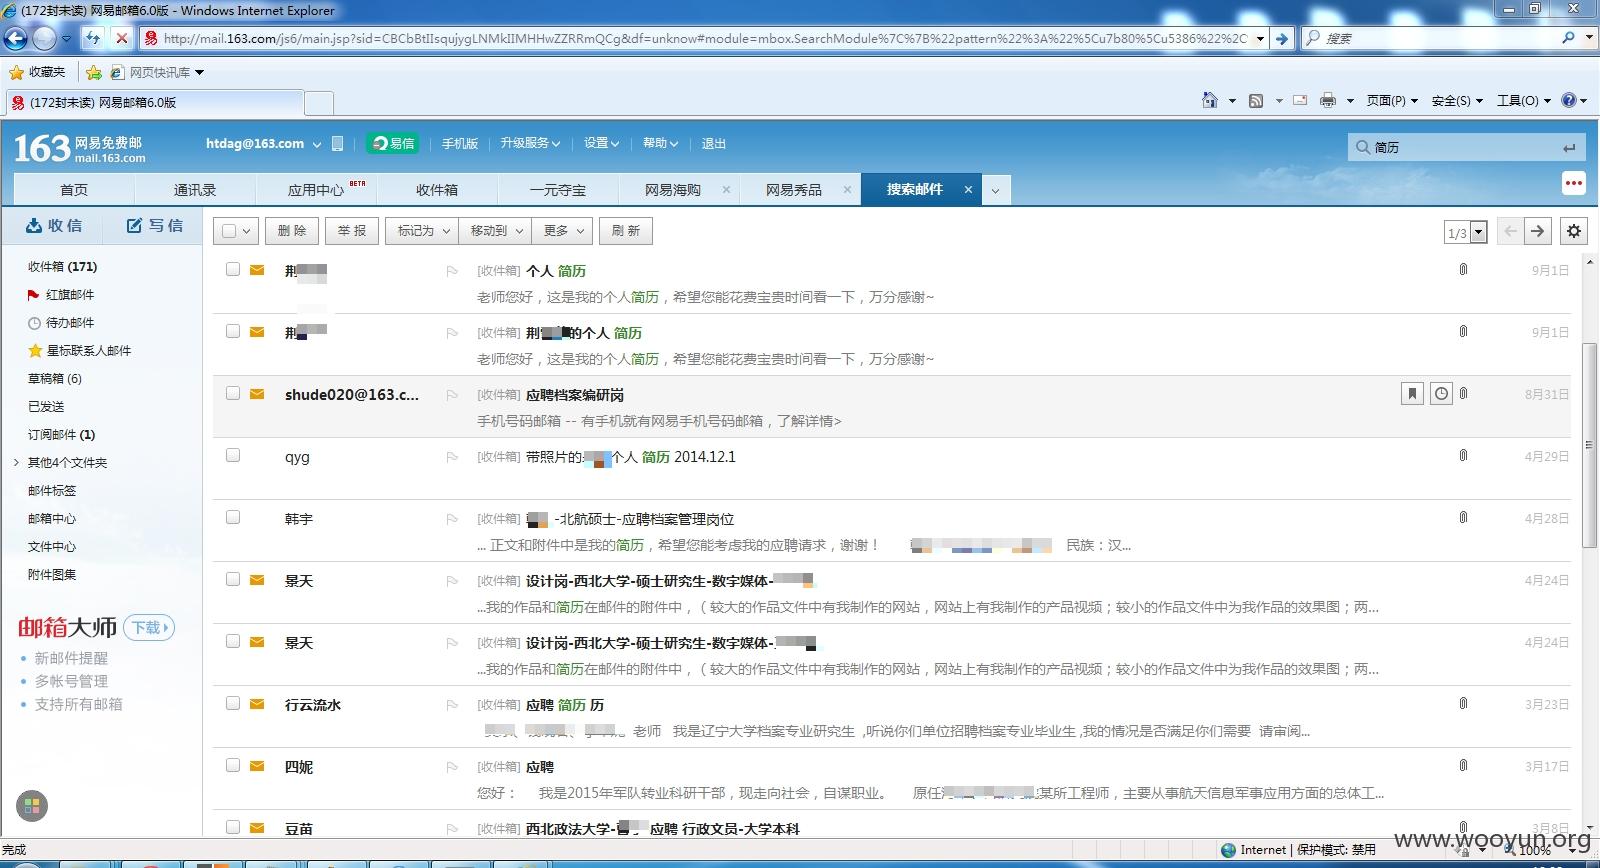 (172封未读) 网易邮箱6.0版 - Windows Internet Explorer
http://mail.163.com/js6/main.jsp?sid=CBCbBtIIsqujygLNMkIIMHHwZZRRmQCg&df=unknow#module=mbox.SearchModule%7C%7B%22pattern%22%3A%22%5Cu7b80%5Cu5386%22%2C 搜索
收藏夹 网页快讯库
(172封未读) 网易邮箱6.0版 页面(P) 安全(S) 工具(O)
163 网易免费邮 mail.163.com htdag@163.com 易信 手机版 升级服务 设置 帮助 退出 简历
首页 通讯录 应用中心 BETA 收件箱 一元夺宝 网易海购 网易秀品 搜索邮件
收信 写信 删除 举报 标记为 移动到 更多 刷新 1/3
收件箱 (171)
红旗邮件
待办邮件
星标联系人邮件
草稿箱 (6)
已发送
订阅邮件 (1)
其他4个文件夹
邮件标签
邮箱中心
文件中心
附件图集
邮箱大师 下载
新邮件提醒
多帐号管理
支持所有邮箱
荆 [收件箱] 个人 简历 9月1日
老师您好，这是我的个人简历，希望您能花费宝贵时间看一下，万分感谢~
荆 [收件箱] 荆 的个人 简历 9月1日
老师您好，这是我的个人简历，希望您能花费宝贵时间看一下，万分感谢~
shude020@163.c... [收件箱] 应聘档案编研岗 8月31日
手机号码邮箱 -- 有手机就有网易手机号码邮箱，了解详情>
qyg [收件箱] 带照片的 个人 简历 2014.12.1 4月29日
韩宇 [收件箱] -北航硕士-应聘档案管理岗位 4月28日
... 正文和附件中是我的简历，希望您能考虑我的应聘请求，谢谢！ 民族：汉...
景天 [收件箱] 设计岗-西北大学-硕士研究生-数字媒体- 4月24日
...我的作品和简历在邮件的附件中，（较大的作品文件中有我制作的网站，网站上有我制作的产品视频；较小的作品文件中为我作品的效果图；两...
景天 [收件箱] 设计岗-西北大学-硕士研究生-数字媒体- 4月24日
...我的作品和简历在邮件的附件中，（较大的作品文件中有我制作的网站，网站上有我制作的产品视频；较小的作品文件中为我作品的效果图；两...
行云流水 [收件箱] 应聘 简历 历 3月23日
老师 我是辽宁大学档案专业研究生 ,听说你们单位招聘档案专业毕业生 ,我的情况是否满足你们需要 请审阅...
四妮 [收件箱] 应聘 3月17日
您好： 我是2015年军队转业科研干部，现走向社会，自谋职业。 原任 某所工程师，主要从事航天信息军事应用方面的总体工...
豆苗 [收件箱] 西北政法大学- 应聘 行政文员-大学本科 3月8日
www.wooyun.org
完成 Internet | 保护模式: 禁用 100%